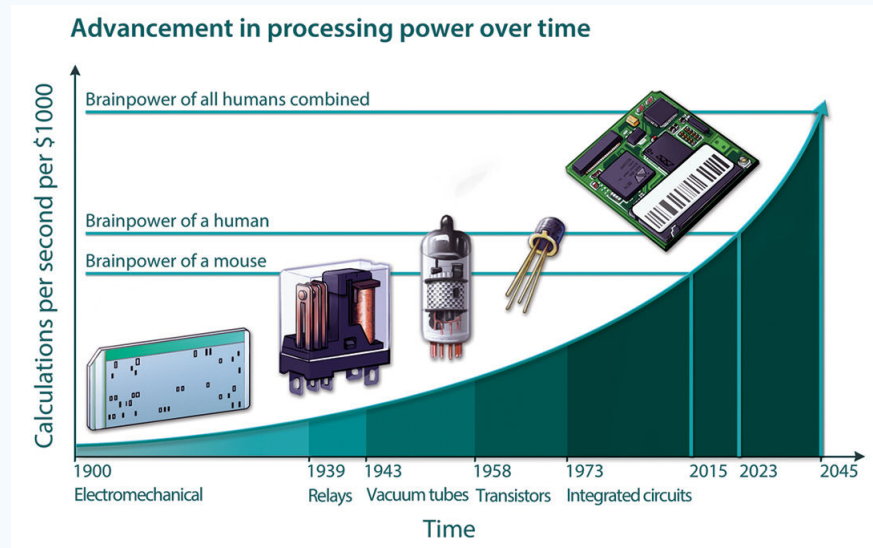 Advancement in processing power over time
Calculations per second per $1000
Brainpower of all humans combined
Brainpower of a human
Brainpower of a mouse
1900 1939 1943 1958 1973 2015 2023 2045
Electromechanical Relays Vacuum tubes Transistors Integrated circuits
Time